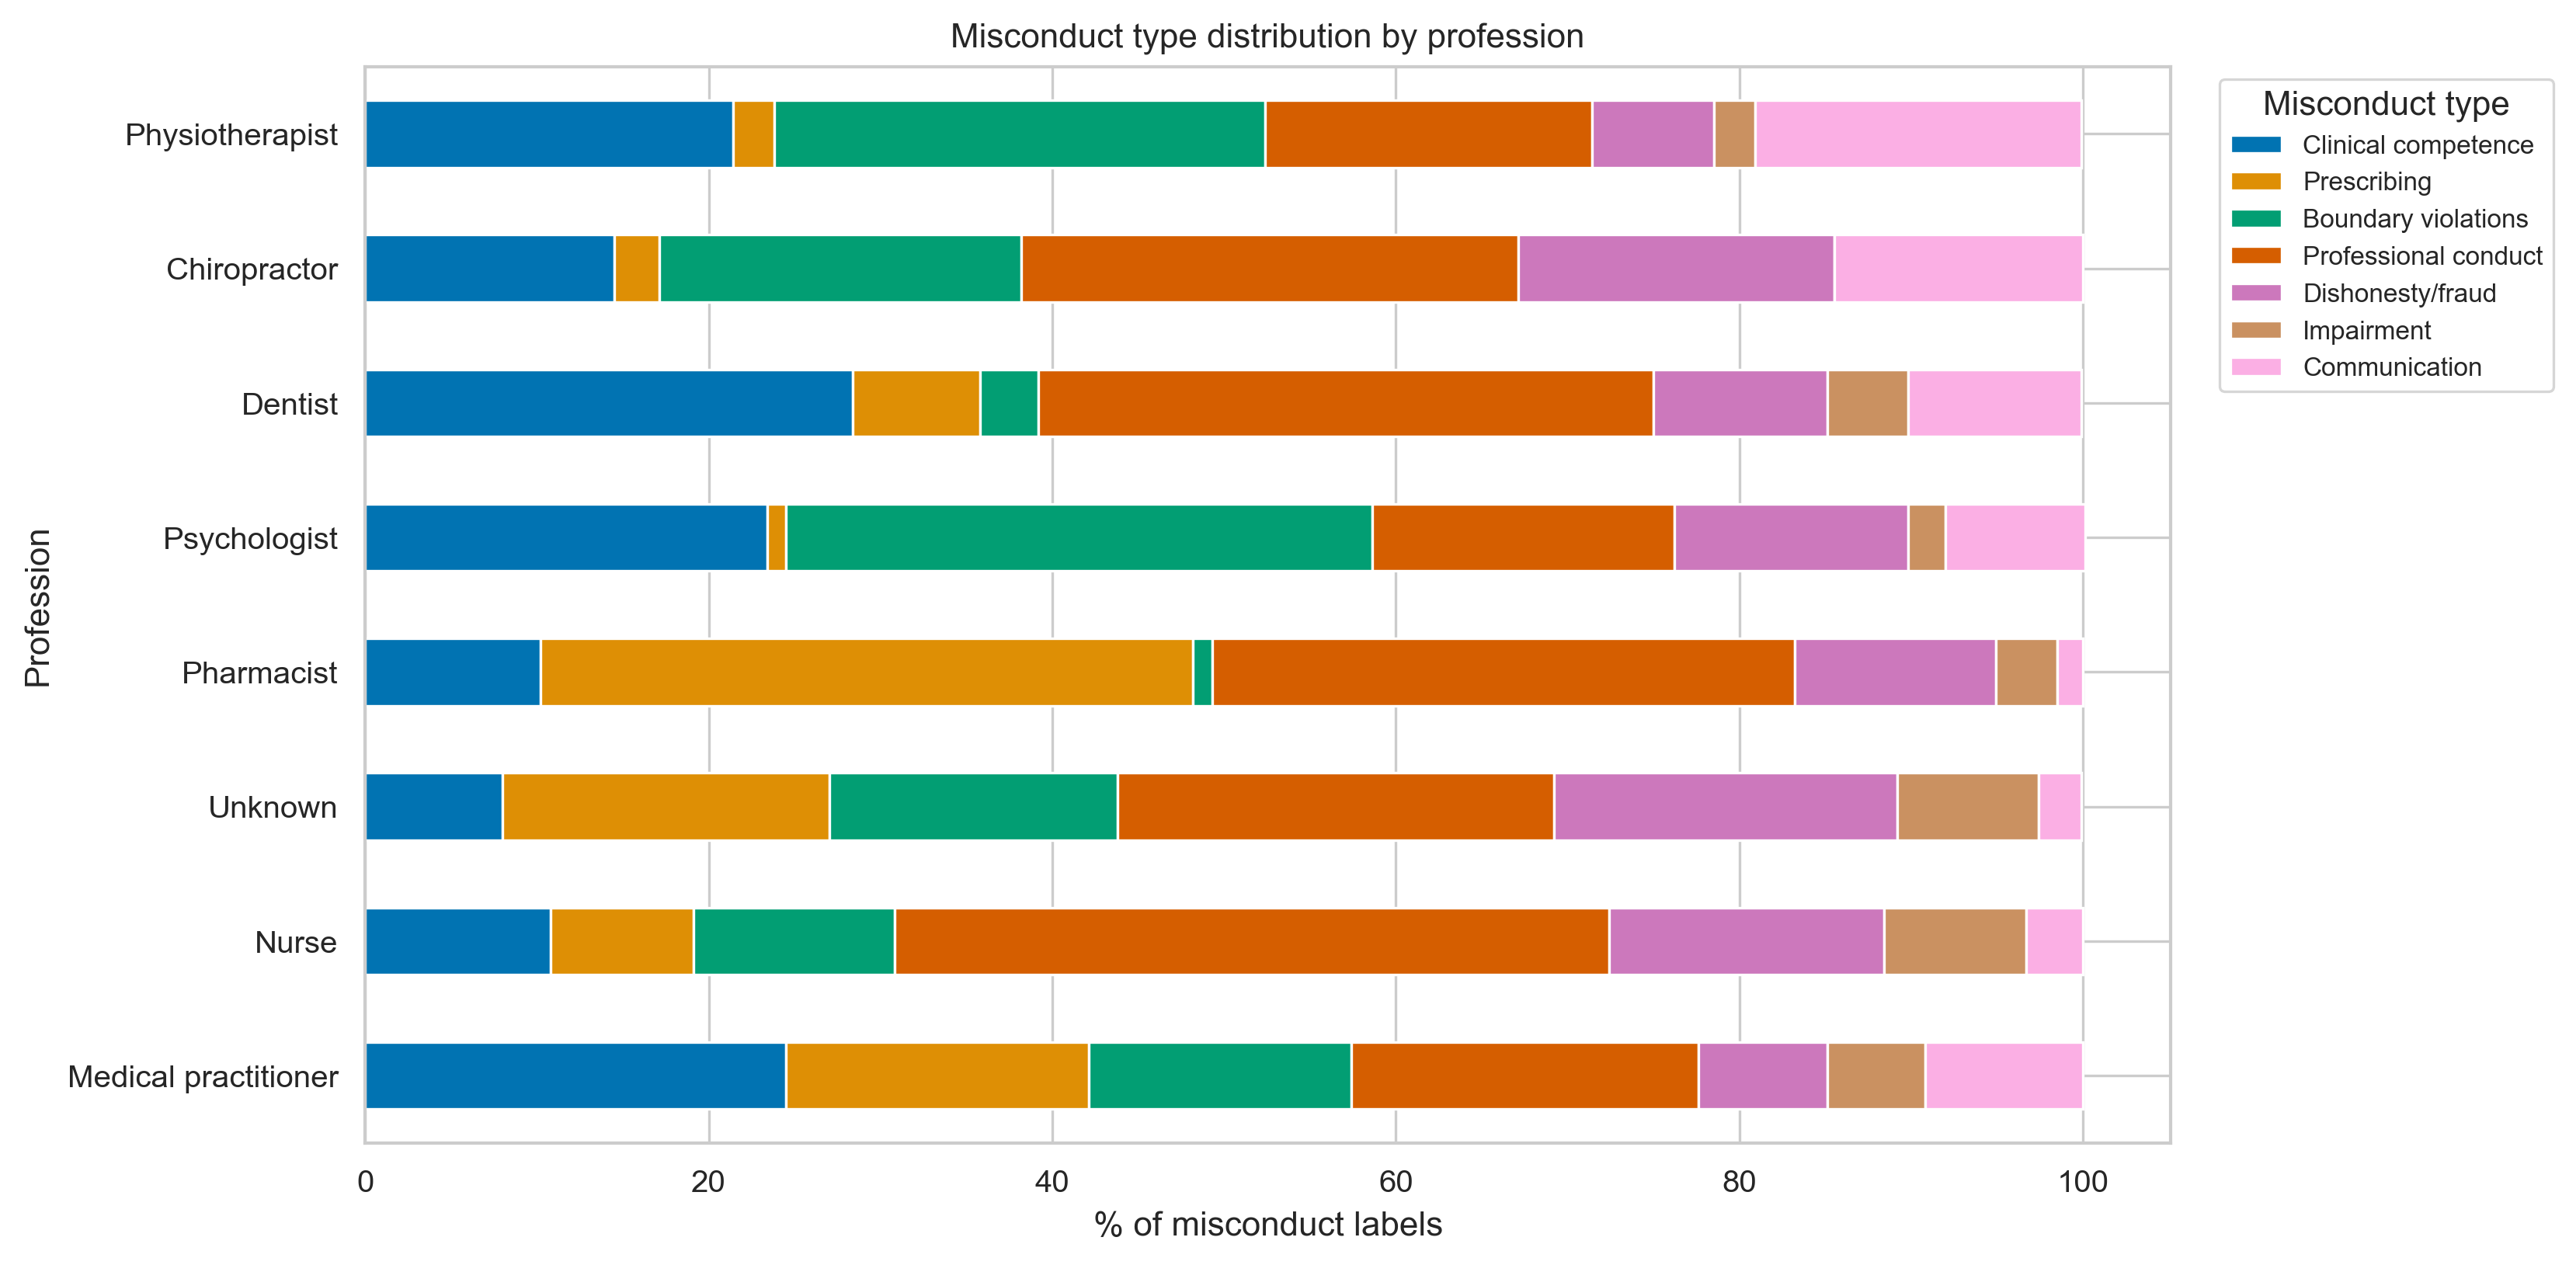 Misconduct type distribution by profession
Misconduct type
Clinical competence
Prescribing
Boundary violations
Professional conduct
Dishonesty/fraud
Impairment
Communication
Profession
Physiotherapist
Chiropractor
Dentist
Psychologist
Pharmacist
Unknown
Nurse
Medical practitioner
0 20 40 60 80 100
% of misconduct labels